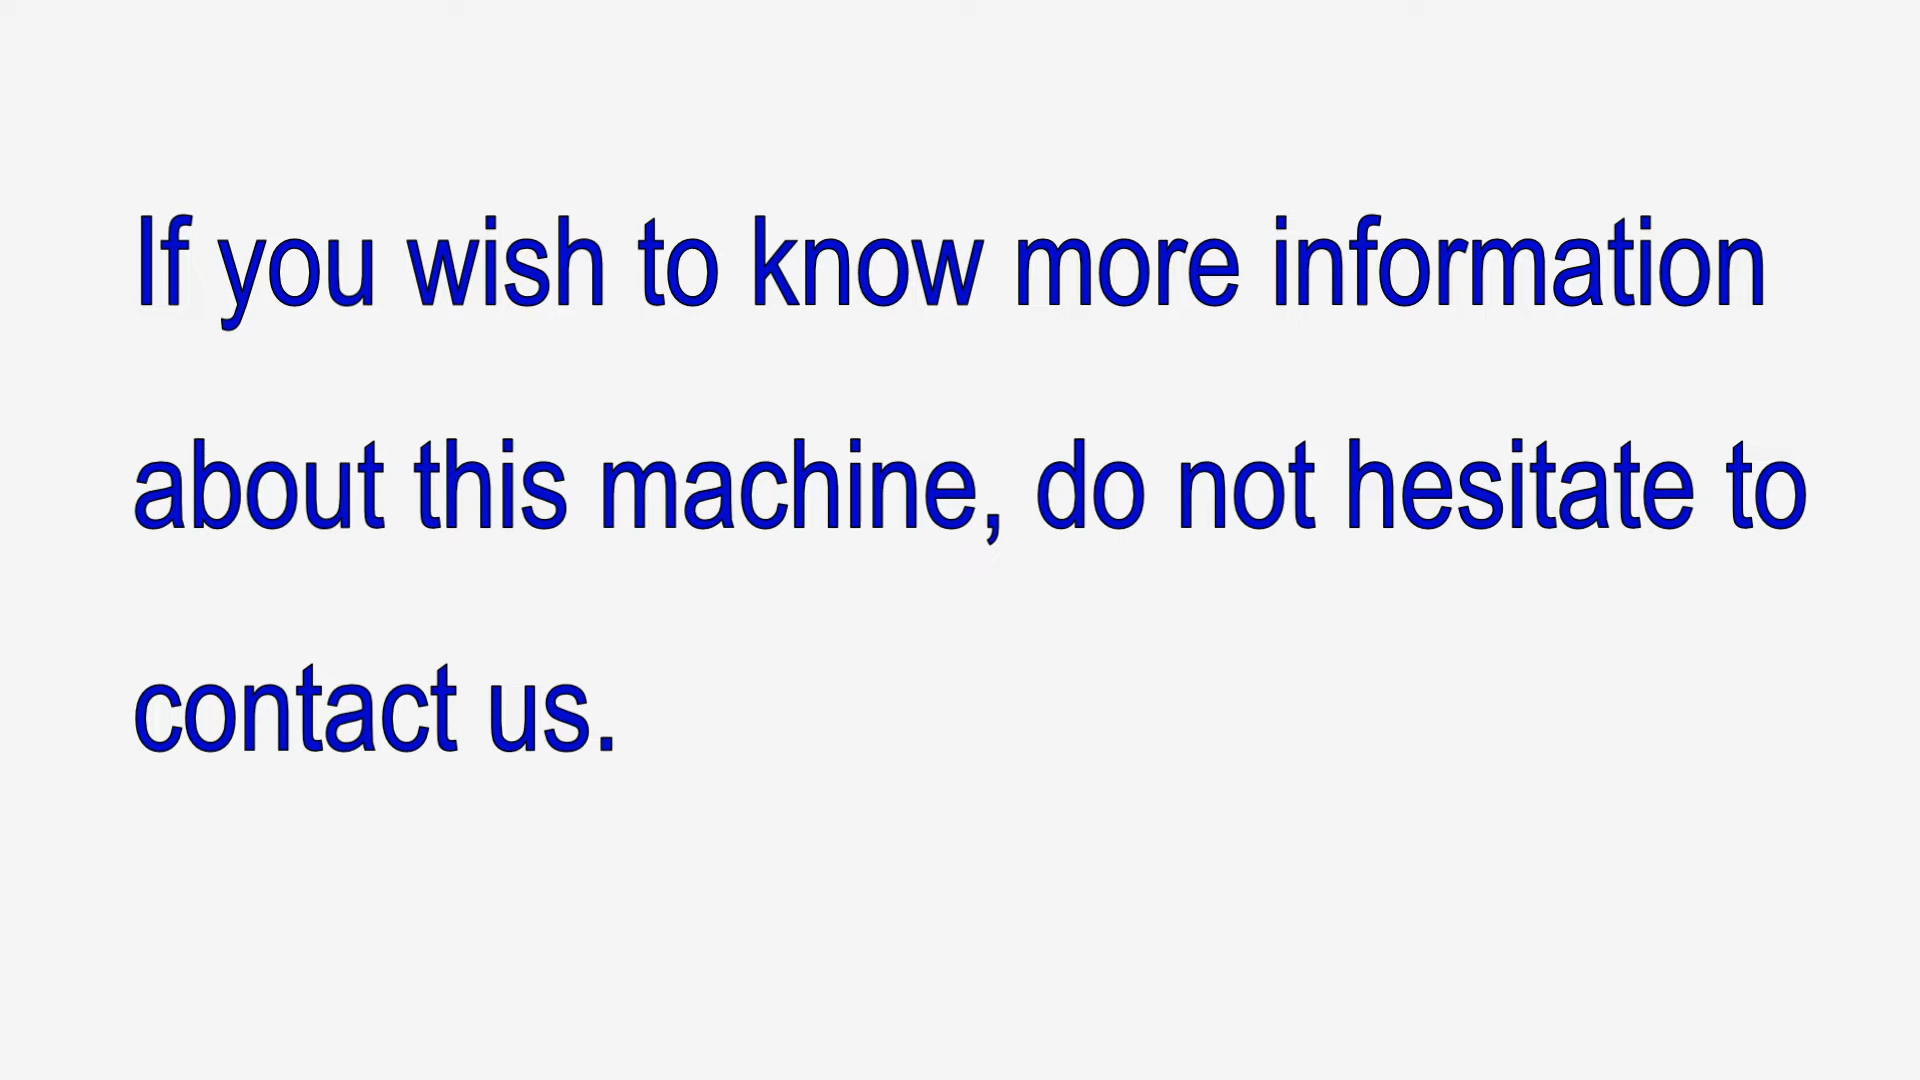 If you wish to know more information
about this machine, do not hesitate to
contact us.